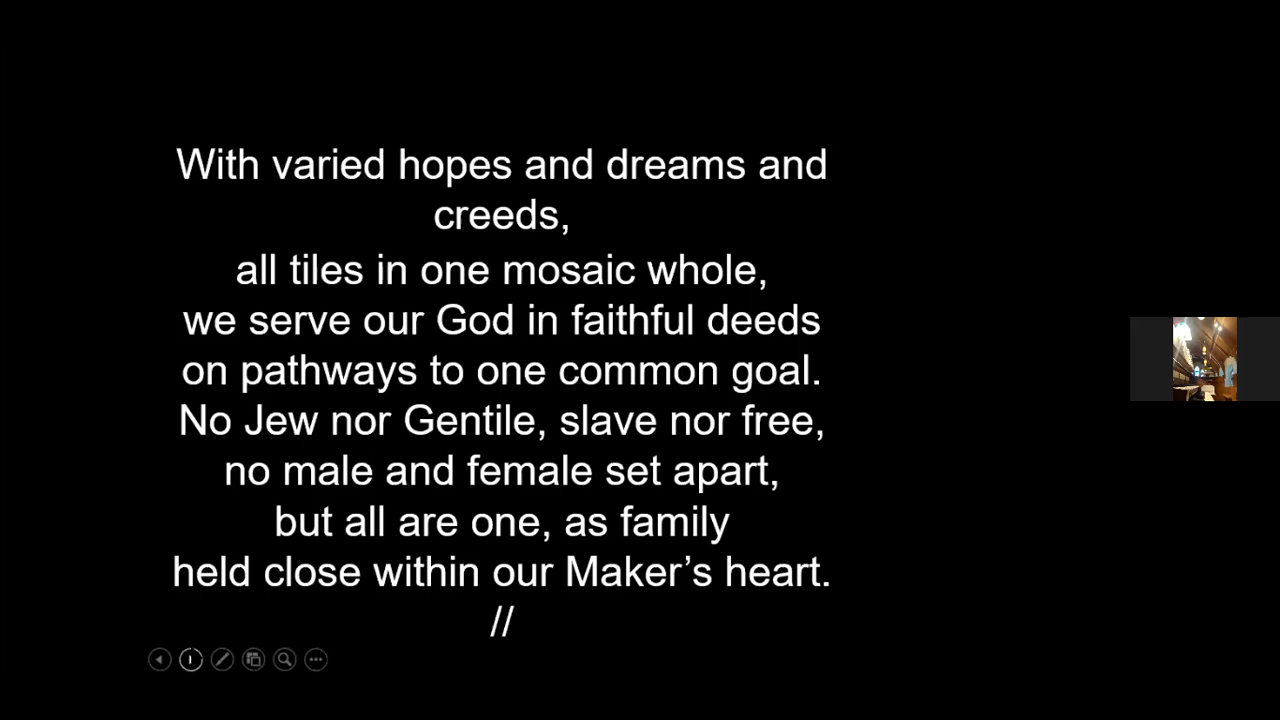 With varied hopes and dreams and
creeds,
all tiles in one mosaic whole,
we serve our God in faithful deeds
on pathways to one common goal.
No Jew nor Gentile, slave nor free,
no male and female set apart,
but all are one, as family
held close within our Maker’s heart.
//